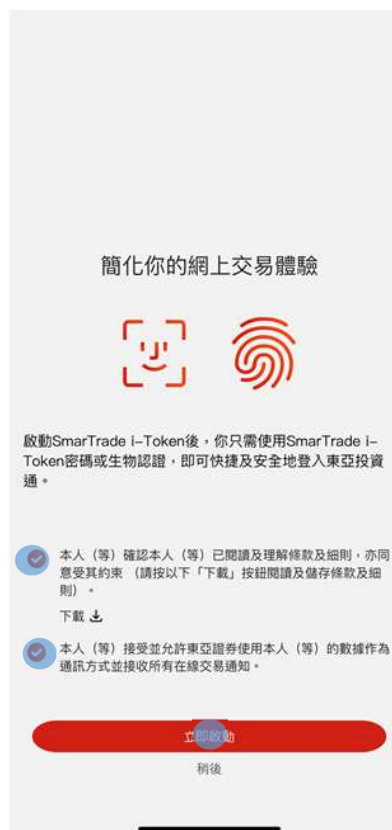 簡化你的網上交易體驗
啟動SmarTrade i-Token後，你只需使用SmarTrade i-
Token密碼或生物認證，即可快捷及安全地登入東亞投資
通。
本人（等）確認本人（等）已閱讀及理解條款及細則，亦同
意受其約束 （請按以下「下載」按鈕閱讀及儲存條款及細
則）。
下載
本人（等）接受並允許東亞證券使用本人（等）的數據作為
通訊方式並接收所有在線交易通知。
立即啟動
稍後